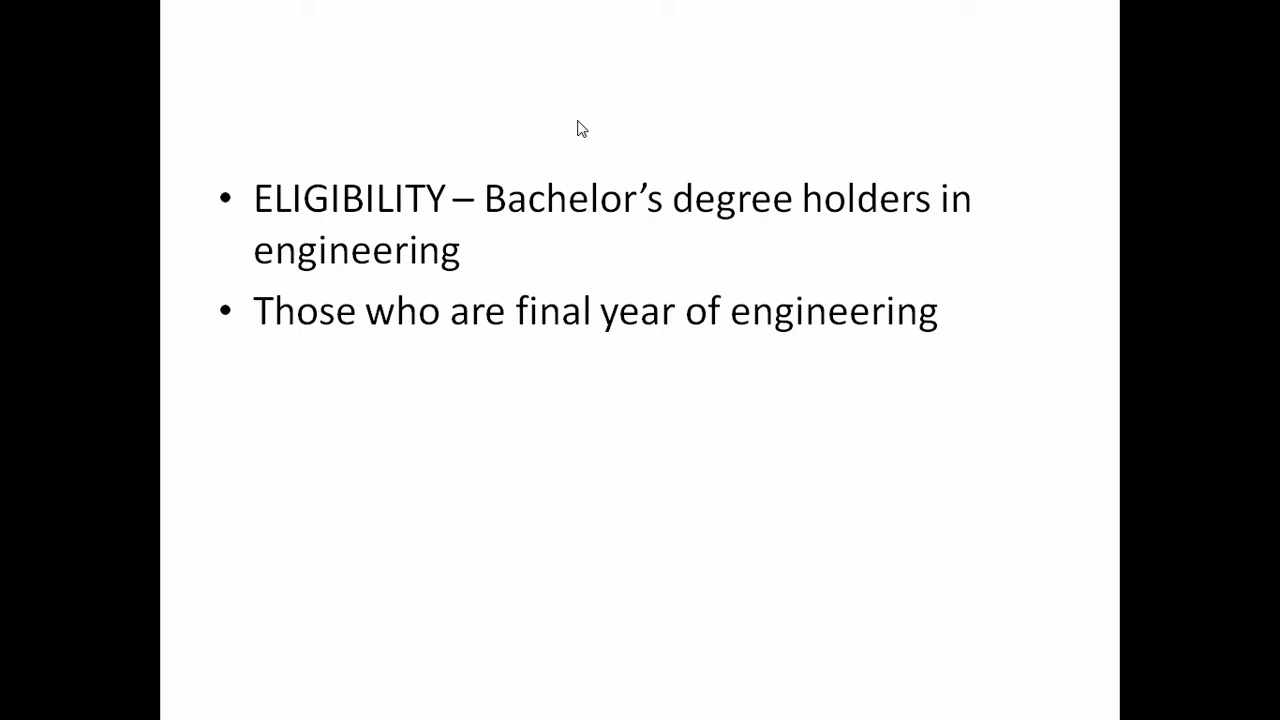 • ELIGIBILITY – Bachelor’s degree holders in
engineering
• Those who are final year of engineering